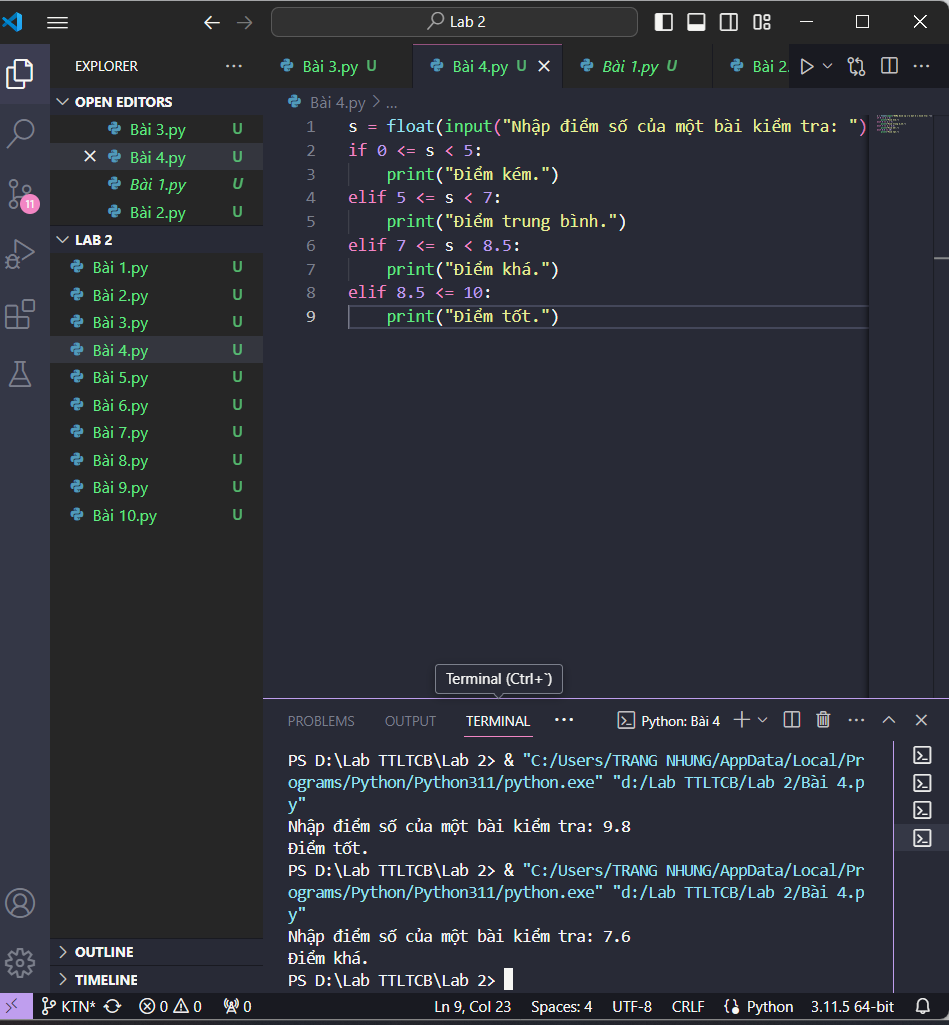 Lab 2
EXPLORER
OPEN EDITORS
Bài 3.py U
Bài 4.py U
Bài 1.py U
Bài 2.py U
LAB 2
Bài 1.py U
Bài 2.py U
Bài 3.py U
Bài 4.py U
Bài 5.py U
Bài 6.py U
Bài 7.py U
Bài 8.py U
Bài 9.py U
Bài 10.py U
11
OUTLINE
TIMELINE
Bài 3.py U Bài 4.py U Bài 1.py U Bài 2.
Bài 4.py > ...
1 s = float(input("Nhập điểm số của một bài kiểm tra: "))
2 if 0 <= s < 5:
3     print("Điểm kém.")
4 elif 5 <= s < 7:
5     print("Điểm trung bình.")
6 elif 7 <= s < 8.5:
7     print("Điểm khá.")
8 elif 8.5 <= 10:
9     print("Điểm tốt.")
Terminal (Ctrl+`)
PROBLEMS OUTPUT TERMINAL ... Python: Bài 4
PS D:\Lab TTLTCB\Lab 2> & "C:/Users/TRANG NHUNG/AppData/Local/Pr
ograms/Python/Python311/python.exe" "d:/Lab TTLTCB/Lab 2/Bài 4.p
y"
Nhập điểm số của một bài kiểm tra: 9.8
Điểm tốt.
PS D:\Lab TTLTCB\Lab 2> & "C:/Users/TRANG NHUNG/AppData/Local/Pr
ograms/Python/Python311/python.exe" "d:/Lab TTLTCB/Lab 2/Bài 4.p
y"
Nhập điểm số của một bài kiểm tra: 7.6
Điểm khá.
PS D:\Lab TTLTCB\Lab 2>
KTN* 0 0 0 Ln 9, Col 23 Spaces: 4 UTF-8 CRLF Python 3.11.5 64-bit